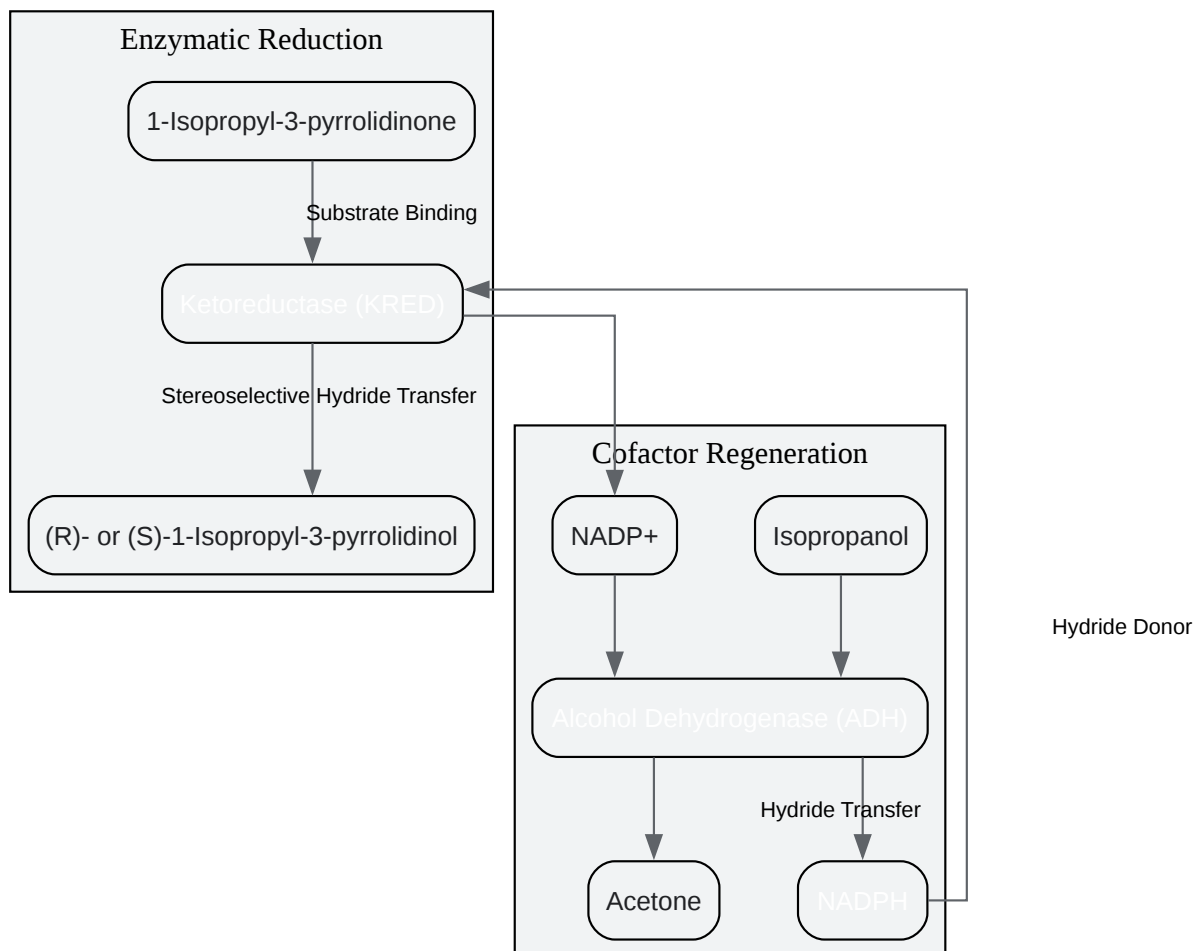 Enzymatic Reduction
1-Isopropyl-3-pyrrolidinone
Substrate Binding
Ketoreductase (KRED)
Stereoselective Hydride Transfer
(R)- or (S)-1-Isopropyl-3-pyrrolidinol
Cofactor Regeneration
NADP+
Isopropanol
Hydride Donor
Alcohol Dehydrogenase (ADH)
Hydride Transfer
Acetone
NADPH